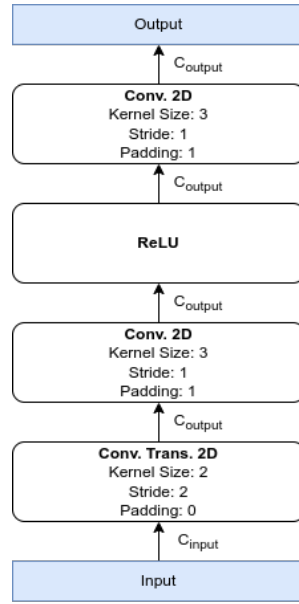 Output
C_output
Conv. 2D
Kernel Size: 3
Stride: 1
Padding: 1
C_output
ReLU
C_output
Conv. 2D
Kernel Size: 3
Stride: 1
Padding: 1
C_output
Conv. Trans. 2D
Kernel Size: 2
Stride: 2
Padding: 0
C_input
Input